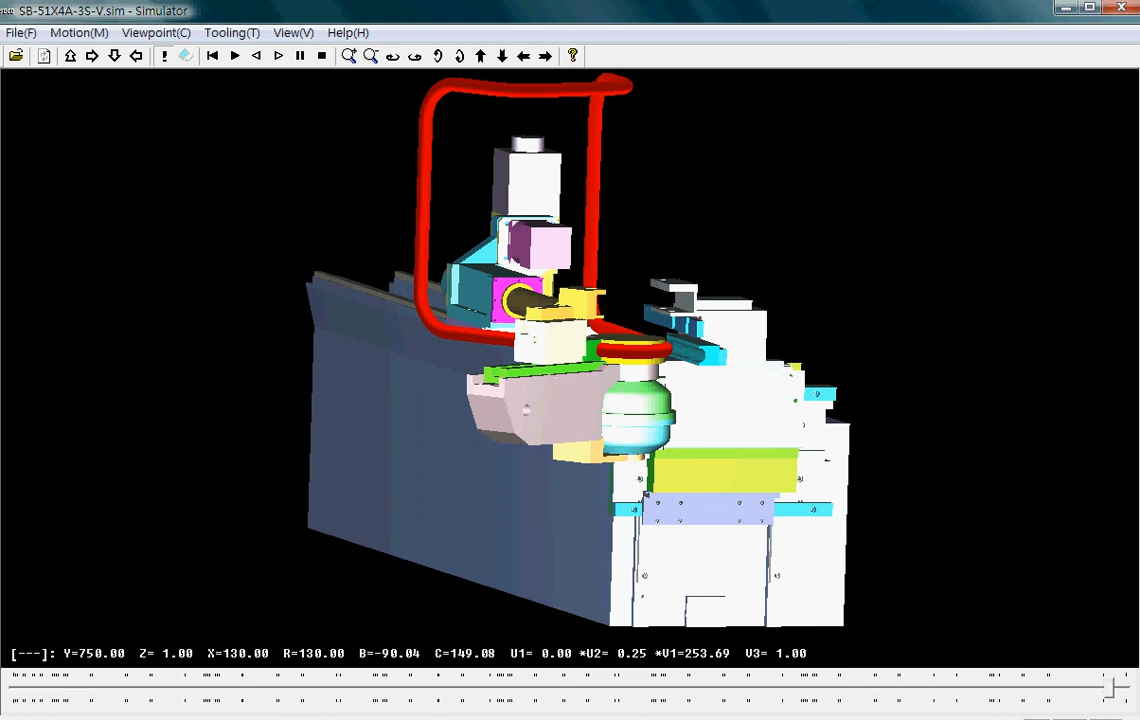 SB-51X4A-3S-V.sim - Simulator
File(F) Motion(M) Viewpoint(C) Tooling(T) View(V) Help(H)
[---]: Y=750.00 Z= 1.00 X=130.00 R=130.00 B=-90.04 C=149.08 U1= 0.00 *U2= 0.25 *V1=253.69 V3= 1.00